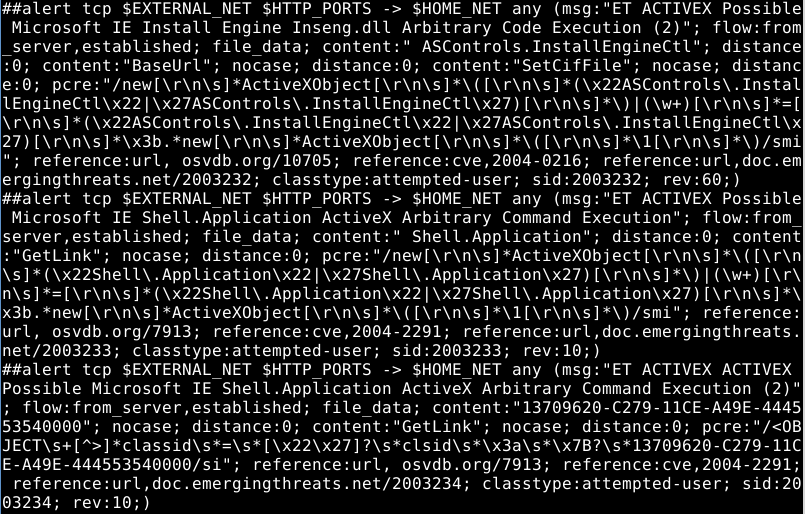 ##alert tcp $EXTERNAL_NET $HTTP_PORTS -> $HOME_NET any (msg:"ET ACTIVEX Possible
 Microsoft IE Install Engine Inseng.dll Arbitrary Code Execution (2)"; flow:from
_server,established; file_data; content:" ASControls.InstallEngineCtl"; distance
:0; content:"BaseUrl"; nocase; distance:0; content:"SetCifFile"; nocase; distanc
e:0; pcre:"/new[\r\n\s]*ActiveXObject[\r\n\s]*\([\r\n\s]*(\x22ASControls\.Instal
lEngineCtl\x22|\x27ASControls\.InstallEngineCtl\x27)[\r\n\s]*\)|(\w+)[\r\n\s]*=[
\r\n\s]*(\x22ASControls\.InstallEngineCtl\x22|\x27ASControls\.InstallEngineCtl\x
27)[\r\n\s]*\x3b.*new[\r\n\s]*ActiveXObject[\r\n\s]*\([\r\n\s]*\1[\r\n\s]*\)/smi
"; reference:url, osvdb.org/10705; reference:cve,2004-0216; reference:url,doc.em
ergingthreats.net/2003232; classtype:attempted-user; sid:2003232; rev:60;)
##alert tcp $EXTERNAL_NET $HTTP_PORTS -> $HOME_NET any (msg:"ET ACTIVEX Possible
 Microsoft IE Shell.Application ActiveX Arbitrary Command Execution"; flow:from_
server,established; file_data; content:" Shell.Application"; distance:0; content
:"GetLink"; nocase; distance:0; pcre:"/new[\r\n\s]*ActiveXObject[\r\n\s]*\([\r\n
\s]*(\x22Shell\.Application\x22|\x27Shell\.Application\x27)[\r\n\s]*\)|(\w+)[\r\
n\s]*=[\r\n\s]*(\x22Shell\.Application\x22|\x27Shell\.Application\x27)[\r\n\s]*\
x3b.*new[\r\n\s]*ActiveXObject[\r\n\s]*\([\r\n\s]*\1[\r\n\s]*\)/smi"; reference:
url, osvdb.org/7913; reference:cve,2004-2291; reference:url,doc.emergingthreats.
net/2003233; classtype:attempted-user; sid:2003233; rev:10;)
##alert tcp $EXTERNAL_NET $HTTP_PORTS -> $HOME_NET any (msg:"ET ACTIVEX ACTIVEX 
Possible Microsoft IE Shell.Application ActiveX Arbitrary Command Execution (2)"
; flow:from_server,established; file_data; content:"13709620-C279-11CE-A49E-4445
53540000"; nocase; distance:0; content:"GetLink"; nocase; distance:0; pcre:"/<OB
JECT\s+[^>]*classid\s*=\s*[\x22\x27]?\s*clsid\s*\x3a\s*\x7B?\s*13709620-C279-11C
E-A49E-444553540000/si"; reference:url, osvdb.org/7913; reference:cve,2004-2291;
 reference:url,doc.emergingthreats.net/2003234; classtype:attempted-user; sid:20
03234; rev:10;)